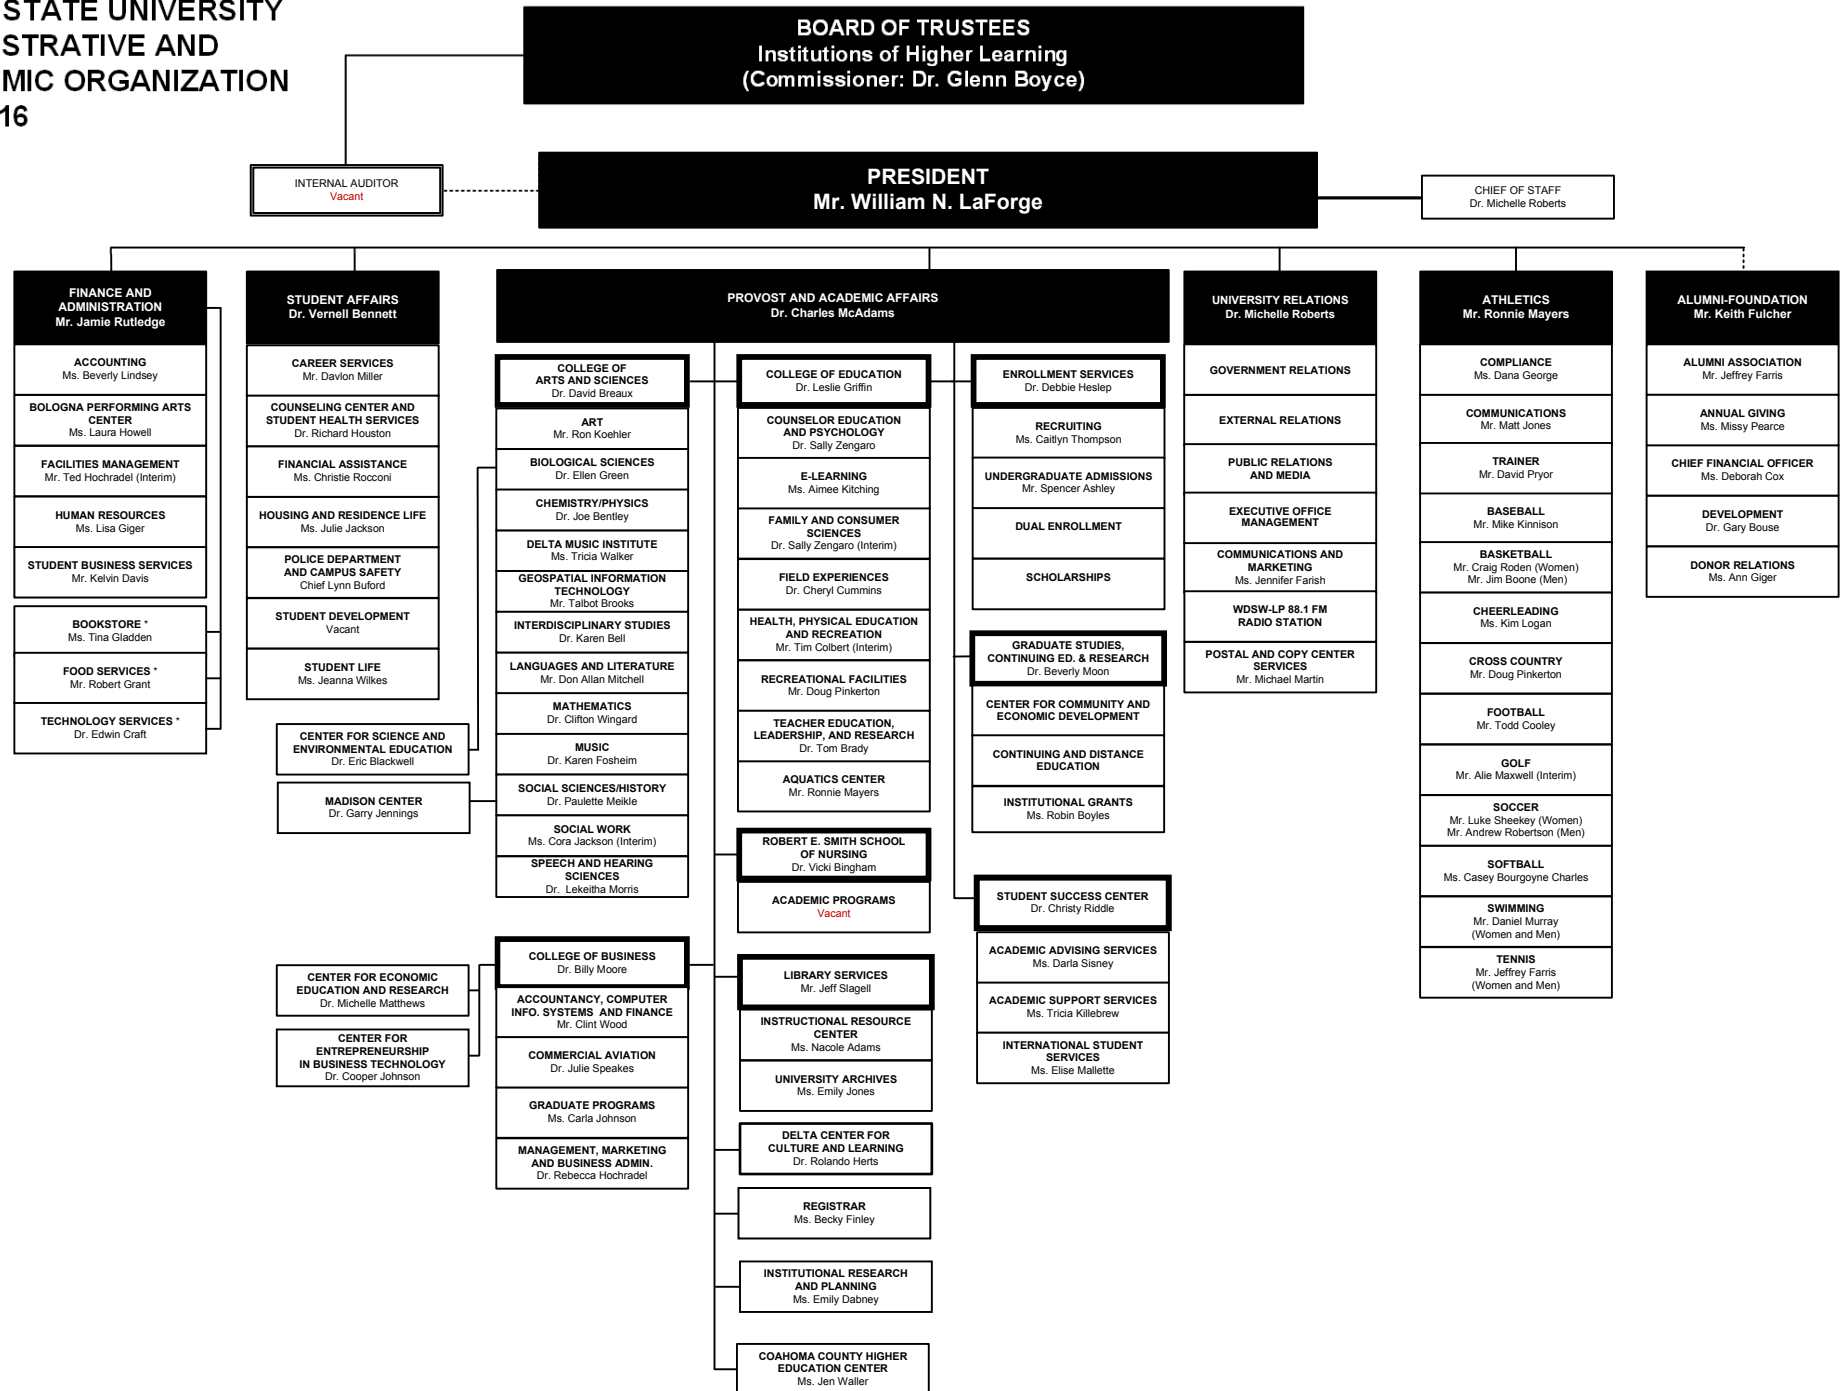 STATE UNIVERSITY
STRATIVE AND
MIC ORGANIZATION
16
BOARD OF TRUSTEES
Institutions of Higher Learning
(Commissioner: Dr. Glenn Boyce)
INTERNAL AUDITOR
Vacant
PRESIDENT
Mr. William N. LaForge
CHIEF OF STAFF
Dr. Michelle Roberts
FINANCE AND
ADMINISTRATION
Mr. Jamie Rutledge
ACCOUNTING
Ms. Beverly Lindsey
BOLOGNA PERFORMING ARTS
CENTER
Ms. Laura Howell
FACILITIES MANAGEMENT
Mr. Ted Hochradel (Interim)
HUMAN RESOURCES
Ms. Lisa Giger
STUDENT BUSINESS SERVICES
Mr. Kelvin Davis
BOOKSTORE *
Ms. Tina Gladden
FOOD SERVICES *
Mr. Robert Grant
TECHNOLOGY SERVICES *
Dr. Edwin Craft
STUDENT AFFAIRS
Dr. Vernell Bennett
CAREER SERVICES
Mr. Davlon Miller
COUNSELING CENTER AND
STUDENT HEALTH SERVICES
Dr. Richard Houston
FINANCIAL ASSISTANCE
Ms. Christie Rocconi
HOUSING AND RESIDENCE LIFE
Ms. Julie Jackson
POLICE DEPARTMENT
AND CAMPUS SAFETY
Chief Lynn Buford
STUDENT DEVELOPMENT
Vacant
STUDENT LIFE
Ms. Jeanna Wilkes
CENTER FOR SCIENCE AND
ENVIRONMENTAL EDUCATION
Dr. Eric Blackwell
MADISON CENTER
Dr. Garry Jennings
CENTER FOR ECONOMIC
EDUCATION AND RESEARCH
Dr. Michelle Matthews
CENTER FOR
ENTREPRENEURSHIP
IN BUSINESS TECHNOLOGY
Dr. Cooper Johnson
PROVOST AND ACADEMIC AFFAIRS
Dr. Charles McAdams
COLLEGE OF
ARTS AND SCIENCES
Dr. David Breaux
ART
Mr. Ron Koehler
BIOLOGICAL SCIENCES
Dr. Ellen Green
CHEMISTRY/PHYSICS
Dr. Joe Bentley
DELTA MUSIC INSTITUTE
Ms. Tricia Walker
GEOSPATIAL INFORMATION
TECHNOLOGY
Mr. Talbot Brooks
INTERDISCIPLINARY STUDIES
Dr. Karen Bell
LANGUAGES AND LITERATURE
Mr. Don Allan Mitchell
MATHEMATICS
Dr. Clifton Wingard
MUSIC
Dr. Karen Fosheim
SOCIAL SCIENCES/HISTORY
Dr. Paulette Meikle
SOCIAL WORK
Ms. Cora Jackson (Interim)
SPEECH AND HEARING
SCIENCES
Dr. Lekeitha Morris
COLLEGE OF BUSINESS
Dr. Billy Moore
ACCOUNTANCY, COMPUTER
INFO. SYSTEMS AND FINANCE
Mr. Clint Wood
COMMERCIAL AVIATION
Dr. Julie Speakes
GRADUATE PROGRAMS
Ms. Carla Johnson
MANAGEMENT, MARKETING
AND BUSINESS ADMIN.
Dr. Rebecca Hochradel
COLLEGE OF EDUCATION
Dr. Leslie Griffin
COUNSELOR EDUCATION
AND PSYCHOLOGY
Dr. Sally Zengaro
E-LEARNING
Ms. Aimee Kitching
FAMILY AND CONSUMER
SCIENCES
Dr. Sally Zengaro (Interim)
FIELD EXPERIENCES
Dr. Cheryl Cummins
HEALTH, PHYSICAL EDUCATION
AND RECREATION
Mr. Tim Colbert (Interim)
RECREATIONAL FACILITIES
Mr. Doug Pinkerton
TEACHER EDUCATION,
LEADERSHIP, AND RESEARCH
Dr. Tom Brady
AQUATICS CENTER
Mr. Ronnie Mayers
ROBERT E. SMITH SCHOOL
OF NURSING
Dr. Vicki Bingham
ACADEMIC PROGRAMS
Vacant
LIBRARY SERVICES
Mr. Jeff Slagell
INSTRUCTIONAL RESOURCE
CENTER
Ms. Nacole Adams
UNIVERSITY ARCHIVES
Ms. Emily Jones
DELTA CENTER FOR
CULTURE AND LEARNING
Dr. Rolando Herts
REGISTRAR
Ms. Becky Finley
INSTITUTIONAL RESEARCH
AND PLANNING
Ms. Emily Dabney
COAHOMA COUNTY HIGHER
EDUCATION CENTER
Ms. Jen Waller
ENROLLMENT SERVICES
Dr. Debbie Heslep
RECRUITING
Ms. Caitlyn Thompson
UNDERGRADUATE ADMISSIONS
Mr. Spencer Ashley
DUAL ENROLLMENT
SCHOLARSHIPS
GRADUATE STUDIES,
CONTINUING ED. & RESEARCH
Dr. Beverly Moon
CENTER FOR COMMUNITY AND
ECONOMIC DEVELOPMENT
CONTINUING AND DISTANCE
EDUCATION
INSTITUTIONAL GRANTS
Ms. Robin Boyles
STUDENT SUCCESS CENTER
Dr. Christy Riddle
ACADEMIC ADVISING SERVICES
Ms. Darla Sisney
ACADEMIC SUPPORT SERVICES
Ms. Tricia Killebrew
INTERNATIONAL STUDENT
SERVICES
Ms. Elise Mallette
UNIVERSITY RELATIONS
Dr. Michelle Roberts
GOVERNMENT RELATIONS
EXTERNAL RELATIONS
PUBLIC RELATIONS
AND MEDIA
EXECUTIVE OFFICE
MANAGEMENT
COMMUNICATIONS AND
MARKETING
Ms. Jennifer Farish
WDSW-LP 88.1 FM
RADIO STATION
POSTAL AND COPY CENTER
SERVICES
Mr. Michael Martin
ATHLETICS
Mr. Ronnie Mayers
COMPLIANCE
Ms. Dana George
COMMUNICATIONS
Mr. Matt Jones
TRAINER
Mr. David Pryor
BASEBALL
Mr. Mike Kinnison
BASKETBALL
Mr. Craig Roden (Women)
Mr. Jim Boone (Men)
CHEERLEADING
Ms. Kim Logan
CROSS COUNTRY
Mr. Doug Pinkerton
FOOTBALL
Mr. Todd Cooley
GOLF
Mr. Alie Maxwell (Interim)
SOCCER
Mr. Luke Sheekey (Women)
Mr. Andrew Robertson (Men)
SOFTBALL
Ms. Casey Bourgoyne Charles
SWIMMING
Mr. Daniel Murray
(Women and Men)
TENNIS
Mr. Jeffrey Farris
(Women and Men)
ALUMNI-FOUNDATION
Mr. Keith Fulcher
ALUMNI ASSOCIATION
Mr. Jeffrey Farris
ANNUAL GIVING
Ms. Missy Pearce
CHIEF FINANCIAL OFFICER
Ms. Deborah Cox
DEVELOPMENT
Dr. Gary Bouse
DONOR RELATIONS
Ms. Ann Giger